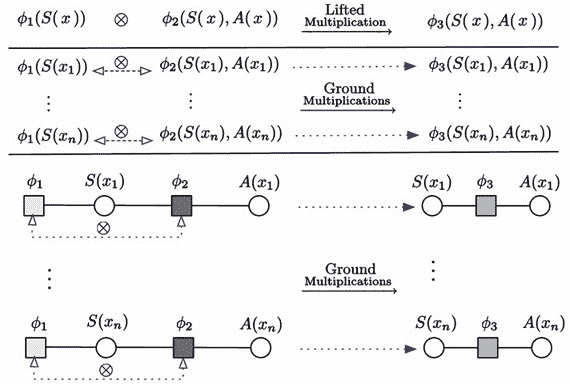 ϕ₁(S(x)) ⊗ ϕ₂(S(x), A(x)) Lifted Multiplication ϕ₃(S(x), A(x))
ϕ₁(S(x₁)) ⊗ ϕ₂(S(x₁), A(x₁)) ϕ₃(S(x₁), A(x₁))
⋮ ⋮ Ground Multiplications ⋮
ϕ₁(S(xₙ)) ⊗ ϕ₂(S(xₙ), A(xₙ)) ϕ₃(S(xₙ), A(xₙ))
ϕ₁ S(x₁) ϕ₂ A(x₁) S(x₁) ϕ₃ A(x₁)
⊗
⋮ Ground Multiplications ⋮
ϕ₁ S(xₙ) ϕ₂ A(xₙ) S(xₙ) ϕ₃ A(xₙ)
⊗